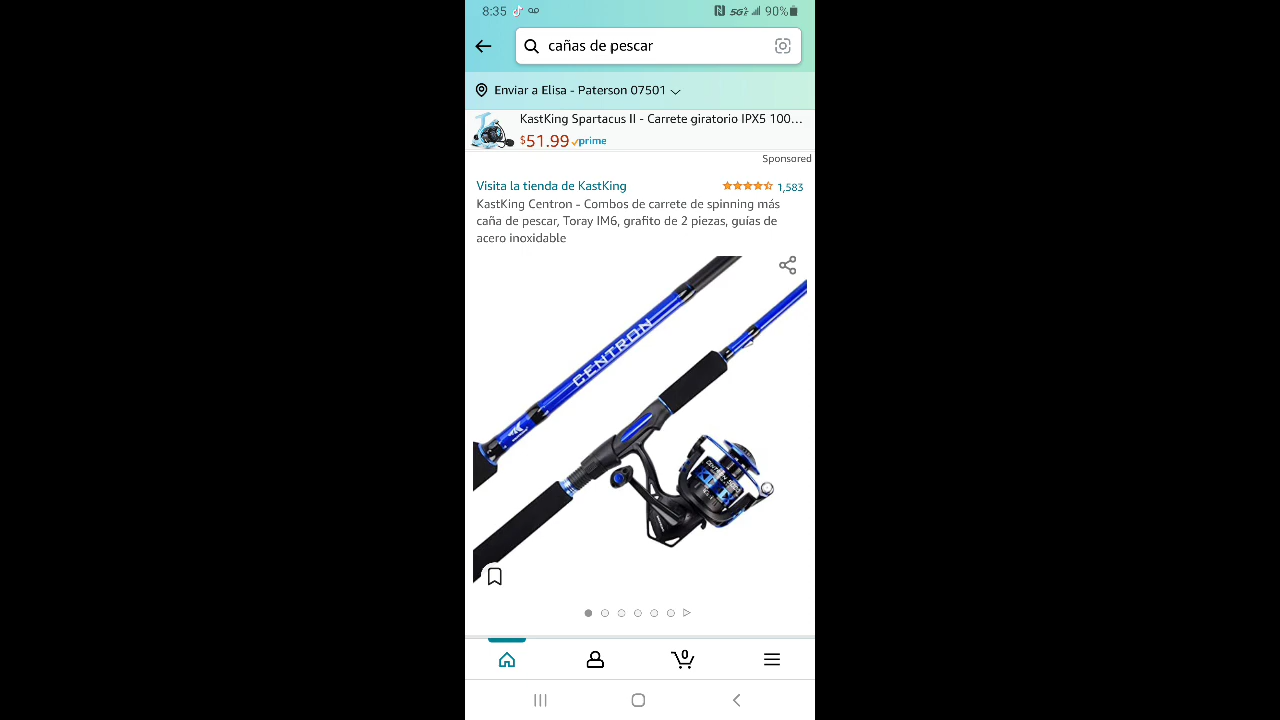 8:35
5G 90%
cañas de pescar
Enviar a Elisa - Paterson 07501
KastKing Spartacus II - Carrete giratorio IPX5 100...
$51.99 prime
Sponsored
Visita la tienda de KastKing 1,583
KastKing Centron - Combos de carrete de spinning más
caña de pescar, Toray IM6, grafito de 2 piezas, guías de
acero inoxidable
CENTRON
0